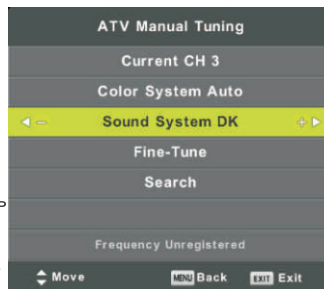 ATV Manual Tuning
Current CH 3
Color System Auto
Sound System DK
Fine-Tune
Search
Frequency Unregistered
Move MENU Back EXIT Exit